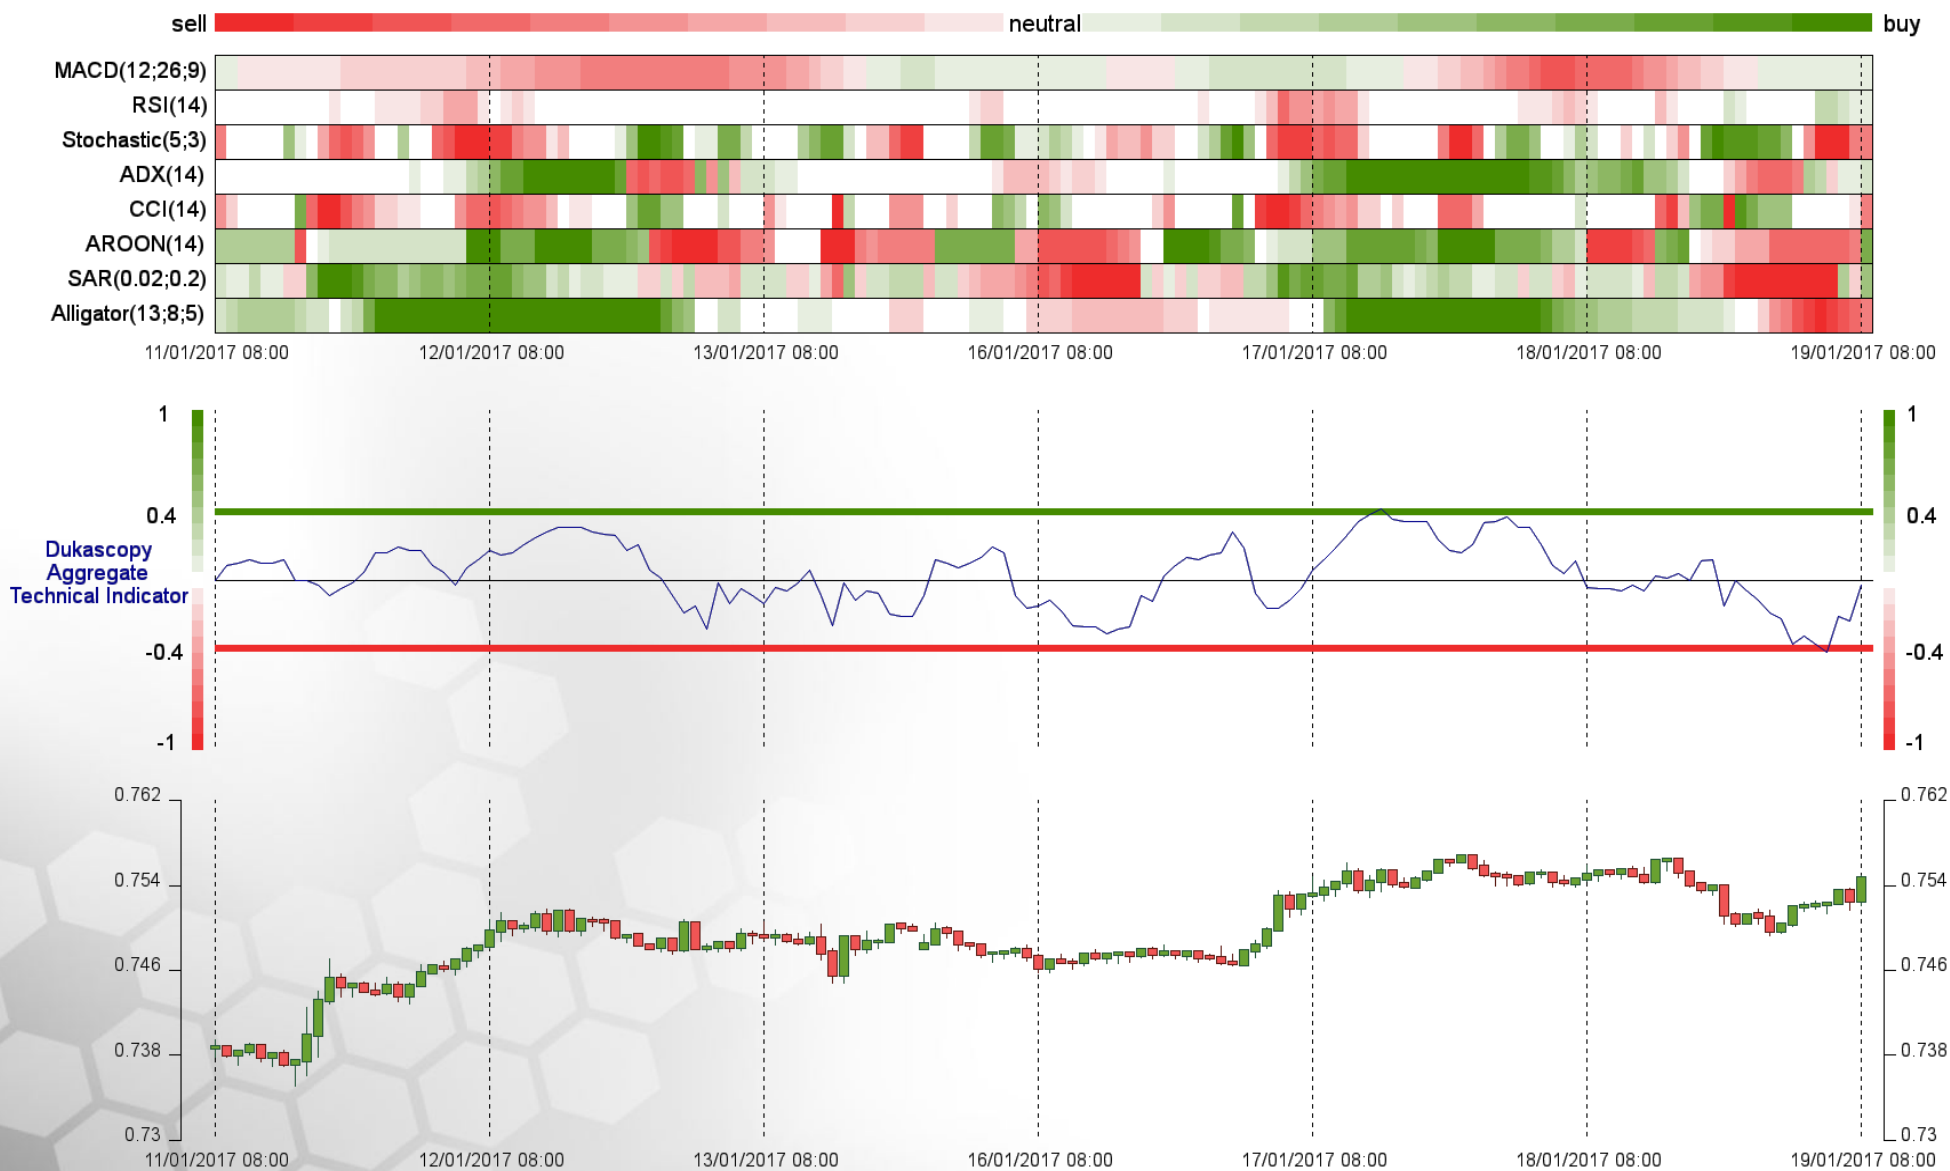 sell neutral buy
MACD(12;26;9)
RSI(14)
Stochastic(5;3)
ADX(14)
CCI(14)
AROON(14)
SAR(0.02;0.2)
Alligator(13;8;5)
11/01/2017 08:00 12/01/2017 08:00 13/01/2017 08:00 16/01/2017 08:00 17/01/2017 08:00 18/01/2017 08:00 19/01/2017 08:00
1 1
0.4 0.4
Dukascopy
Aggregate
Technical Indicator
-0.4 -0.4
-1 -1
0.762 0.762
0.754 0.754
0.746 0.746
0.738 0.738
0.73 0.73
11/01/2017 08:00 12/01/2017 08:00 13/01/2017 08:00 16/01/2017 08:00 17/01/2017 08:00 18/01/2017 08:00 19/01/2017 08:00